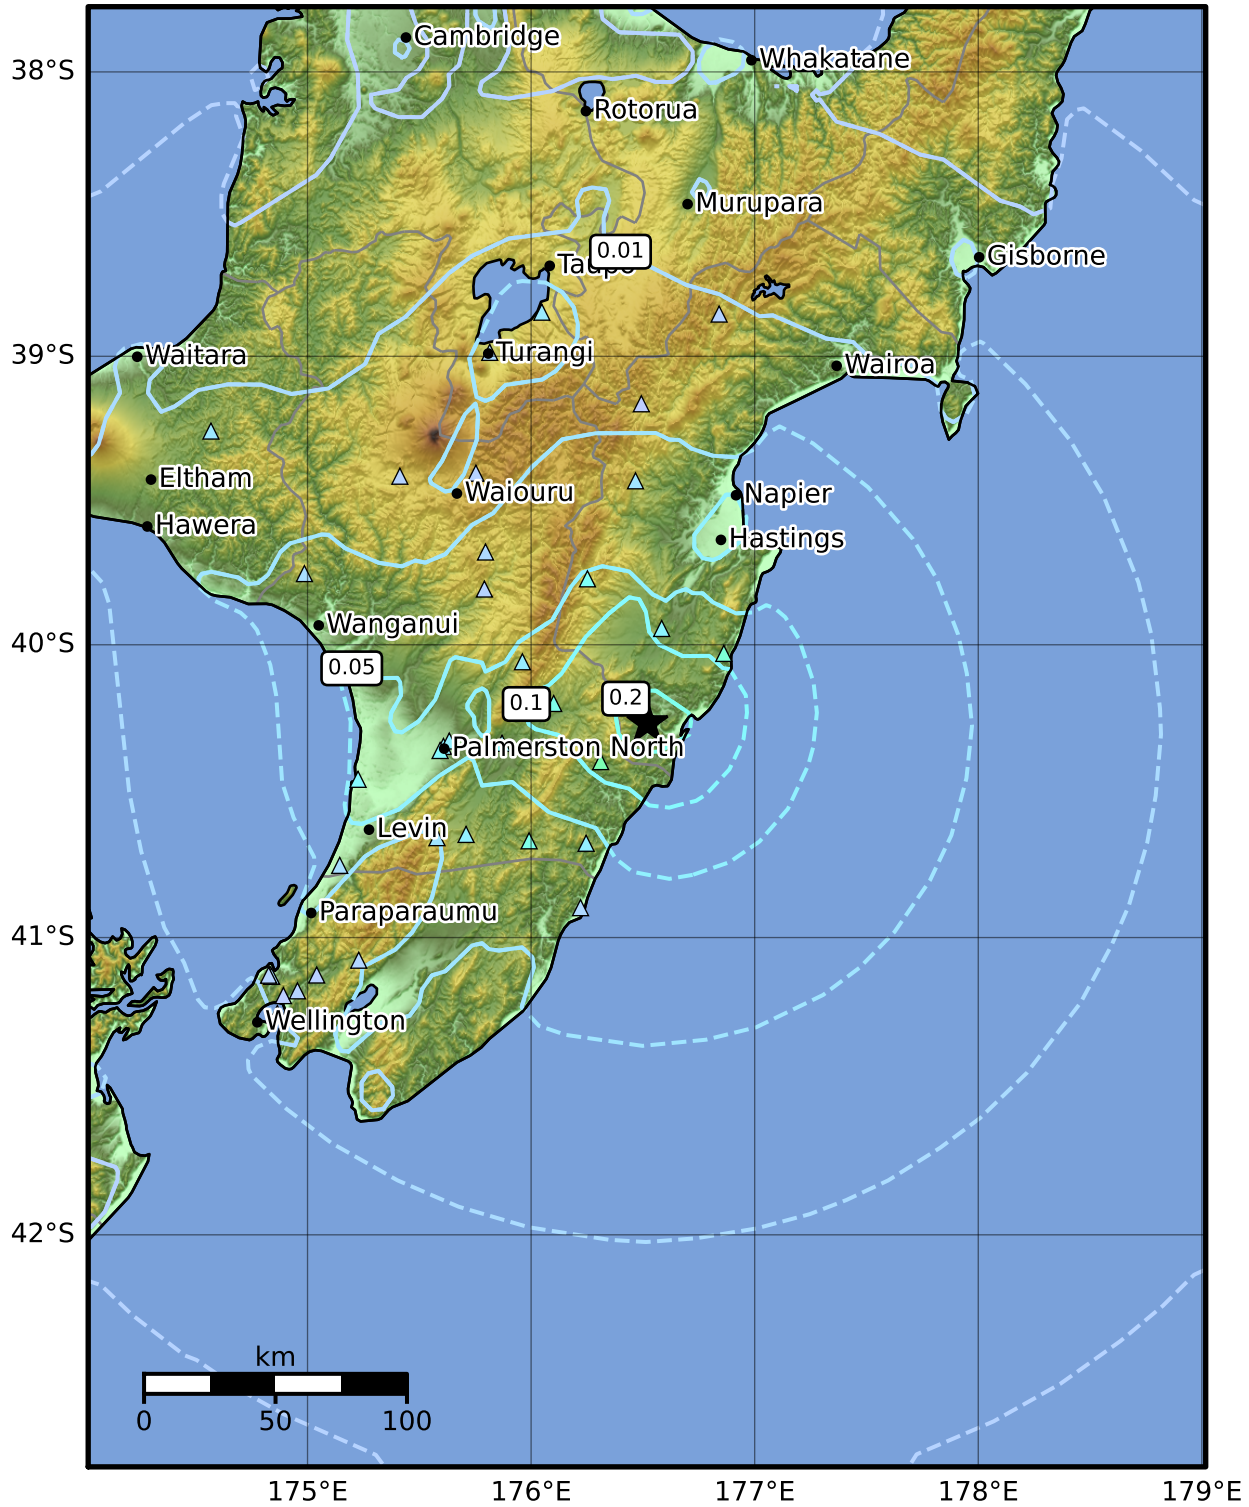 Cambridge
Whakatane
38°S
Rotorua
Murupara
0.01
Taupo
Gisborne
Waitara
39°S
Turangi
Wairoa
Eltham
Waiouru
Napier
Hawera
Hastings
Wanganui
40°S
0.05
0.1
0.2
Palmerston North
Levin
Paraparaumu
41°S
Wellington
42°S
km
0 50 100
175°E 176°E 177°E 178°E 179°E